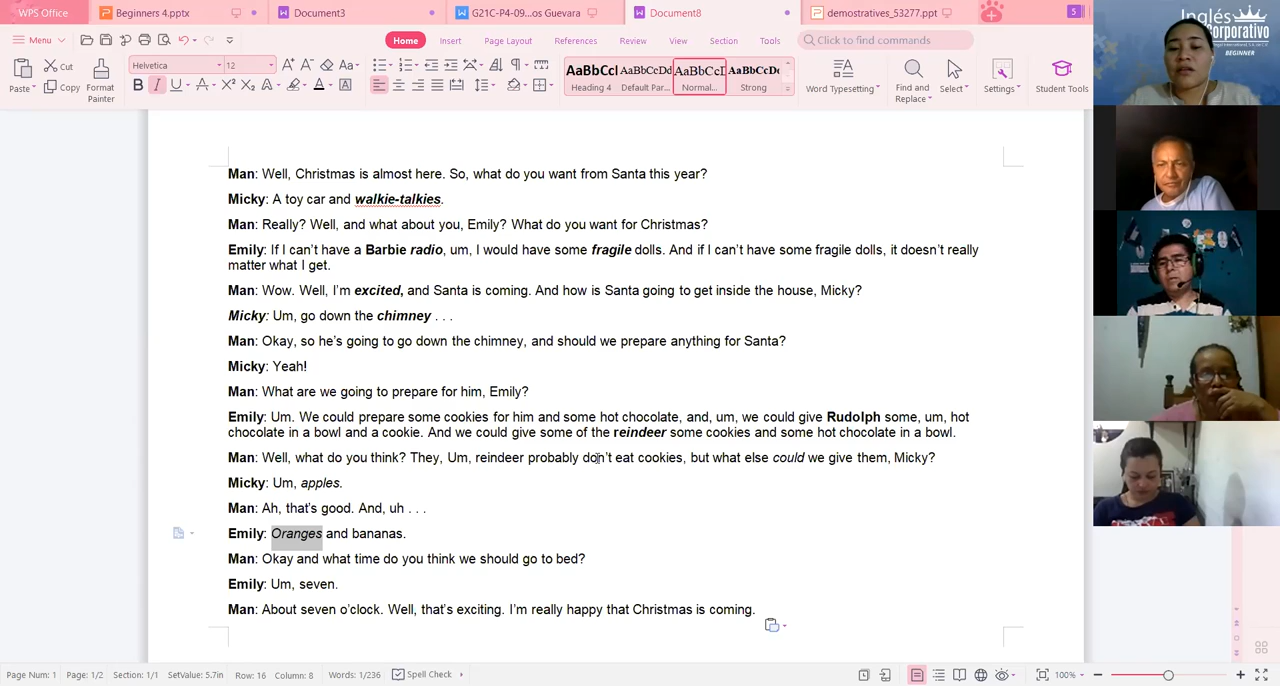 WPS Office
Beginners 4.pptx
Document3
G21C-P4-09...os Guevara
Document8
demostratives_53277.ppt
S
Menu
Home
Insert
Page Layout
References
Review
View
Section
Tools
Click to find commands
Paste
Cut
Copy
Format Painter
Helvetica
12
AaBbCcl
Heading 4
AaBbCcDd
Default Par...
AaBbCcD
Normal...
AaBbCcDc
Strong
Word Typesetting
Find and Replace
Select
Settings
Student Tools
Inglés
Corporativo
BEGINNER
Man: Well, Christmas is almost here. So, what do you want from Santa this year?
Micky: A toy car and walkie-talkies.
Man: Really? Well, and what about you, Emily? What do you want for Christmas?
Emily: If I can’t have a Barbie radio, um, I would have some fragile dolls. And if I can’t have some fragile dolls, it doesn’t really
matter what I get.
Man: Wow. Well, I’m excited, and Santa is coming. And how is Santa going to get inside the house, Micky?
Micky: Um, go down the chimney . . .
Man: Okay, so he’s going to go down the chimney, and should we prepare anything for Santa?
Micky: Yeah!
Man: What are we going to prepare for him, Emily?
Emily: Um. We could prepare some cookies for him and some hot chocolate, and, um, we could give Rudolph some, um, hot
chocolate in a bowl and a cookie. And we could give some of the reindeer some cookies and some hot chocolate in a bowl.
Man: Well, what do you think? They, Um, reindeer probably don’t eat cookies, but what else could we give them, Micky?
Micky: Um, apples.
Man: Ah, that’s good. And, uh . . .
Emily: Oranges and bananas.
Man: Okay and what time do you think we should go to bed?
Emily: Um, seven.
Man: About seven o’clock. Well, that’s exciting. I’m really happy that Christmas is coming.
Page Num: 1
Page: 1/2
Section: 1/1
SetValue: 5.7in
Row: 16
Column: 8
Words: 1/236
Spell Check
100%